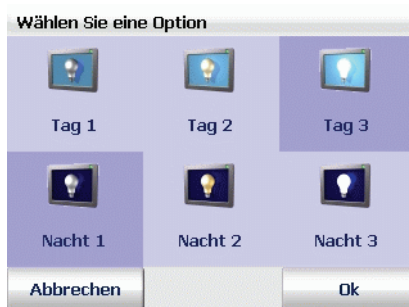 Wählen Sie eine Option
Tag 1 Tag 2 Tag 3
Nacht 1 Nacht 2 Nacht 3
Abbrechen Ok